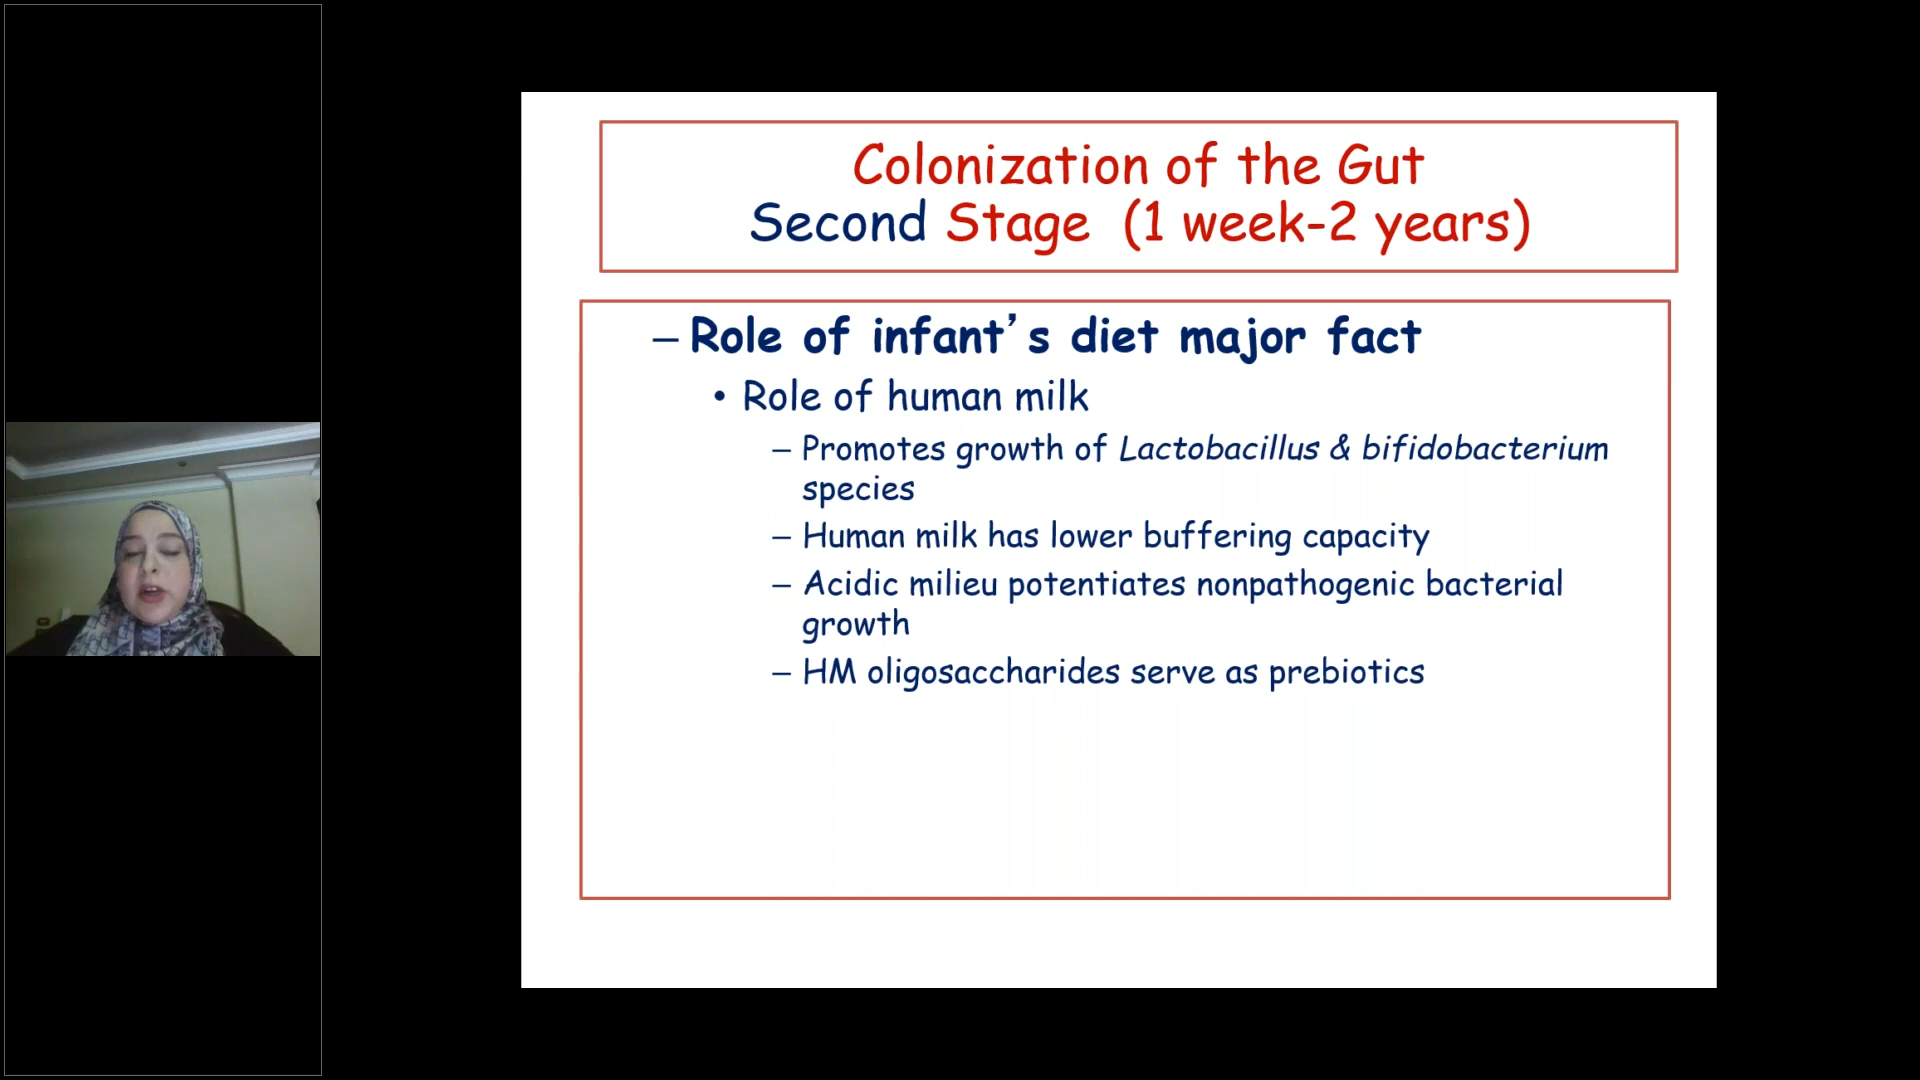 Colonization of the Gut
Second Stage (1 week-2 years)
– Role of infant’s diet major fact
• Role of human milk
– Promotes growth of Lactobacillus & bifidobacterium
species
– Human milk has lower buffering capacity
– Acidic milieu potentiates nonpathogenic bacterial
growth
– HM oligosaccharides serve as prebiotics